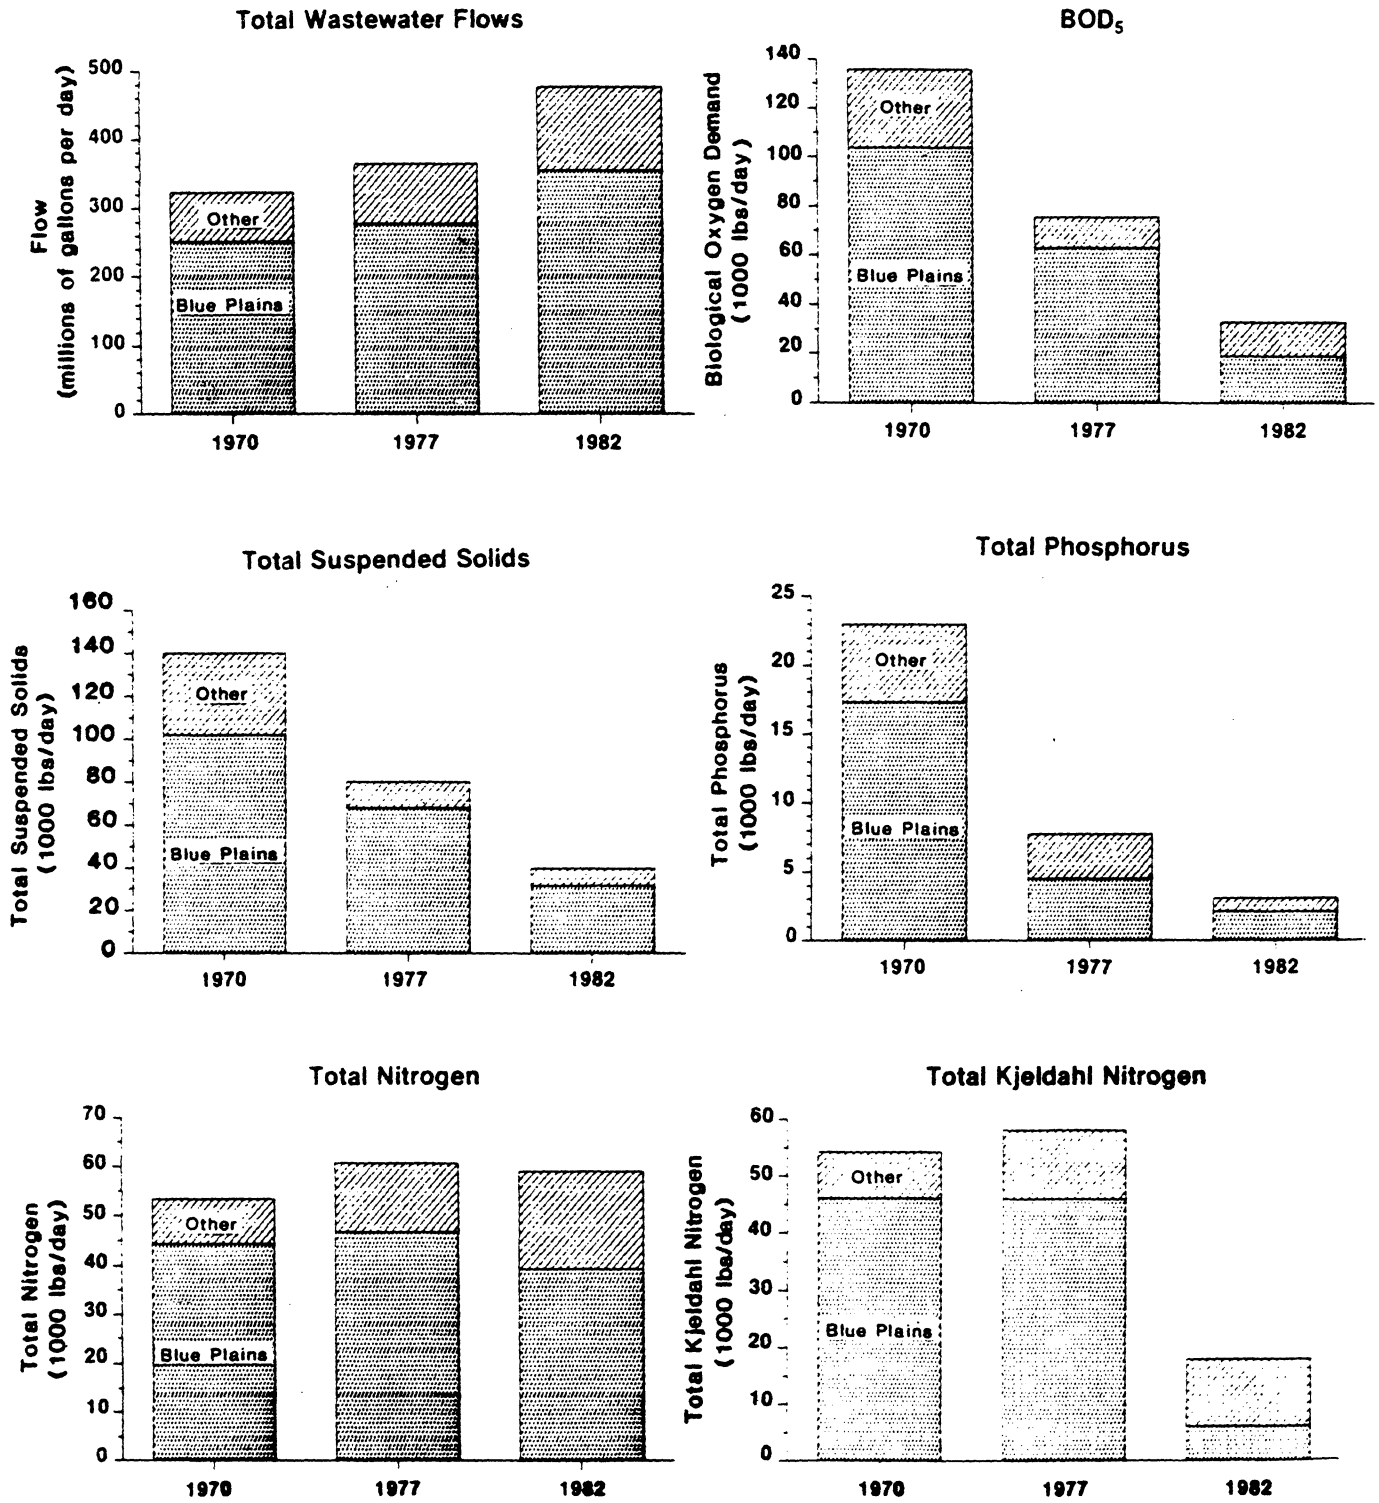 Total Wastewater Flows
Flow
(millions of gallons per day)
500
400
300
200
100
0
Other
Blue Plains
1970
1977
1982
BOD5
Biological Oxygen Demand
(1000 lbs/day)
140
120
100
80
60
40
20
0
Other
Blue Plains
1970
1977
1982
Total Suspended Solids
Total Suspended Solids
(1000 lbs/day)
160
140
120
100
80
60
40
20
0
Other
Blue Plains
1970
1977
1982
Total Phosphorus
Total Phosphorus
(1000 lbs/day)
25
20
15
10
5
0
Other
Blue Plains
1970
1977
1982
Total Nitrogen
Total Nitrogen
(1000 lbs/day)
70
60
50
40
30
20
10
0
Other
Blue Plains
1970
1977
1982
Total Kjeldahl Nitrogen
Total Kjeldahl Nitrogen
(1000 lbs/day)
60
50
40
30
20
10
0
Other
Blue Plains
1970
1977
1982